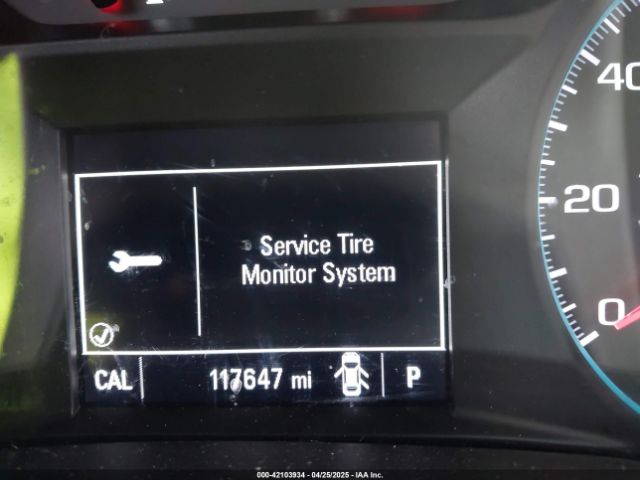 40
20
0
Service Tire
Monitor System
CAL 117647 mi P
000-42103934 - 04/25/2025 - IAA Inc.